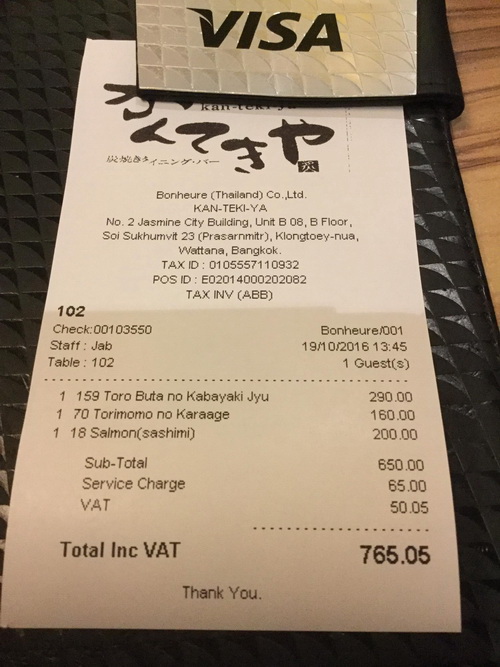 VISA
かんてきや
kan-teki-ya
炭焼きダイニング・バー
Bonheure (Thailand) Co.,Ltd.
KAN-TEKI-YA
No. 2 Jasmine City Building, Unit B 08, B Floor,
Soi Sukhumvit 23 (Prasarnmitr), Klongtoey-nua,
Wattana, Bangkok.
TAX ID : 0105557110932
POS ID : E02014000202082
TAX INV (ABB)
102
Check:00103550 Bonheure/001
Staff : Jab 19/10/2016 13:45
Table : 102 1 Guest(s)
1 159 Toro Buta no Kabayaki Jyu 290.00
1 70 Torimomo no Karaage 160.00
1 18 Salmon(sashimi) 200.00
Sub-Total 650.00
Service Charge 65.00
VAT 50.05
Total Inc VAT 765.05
Thank You.